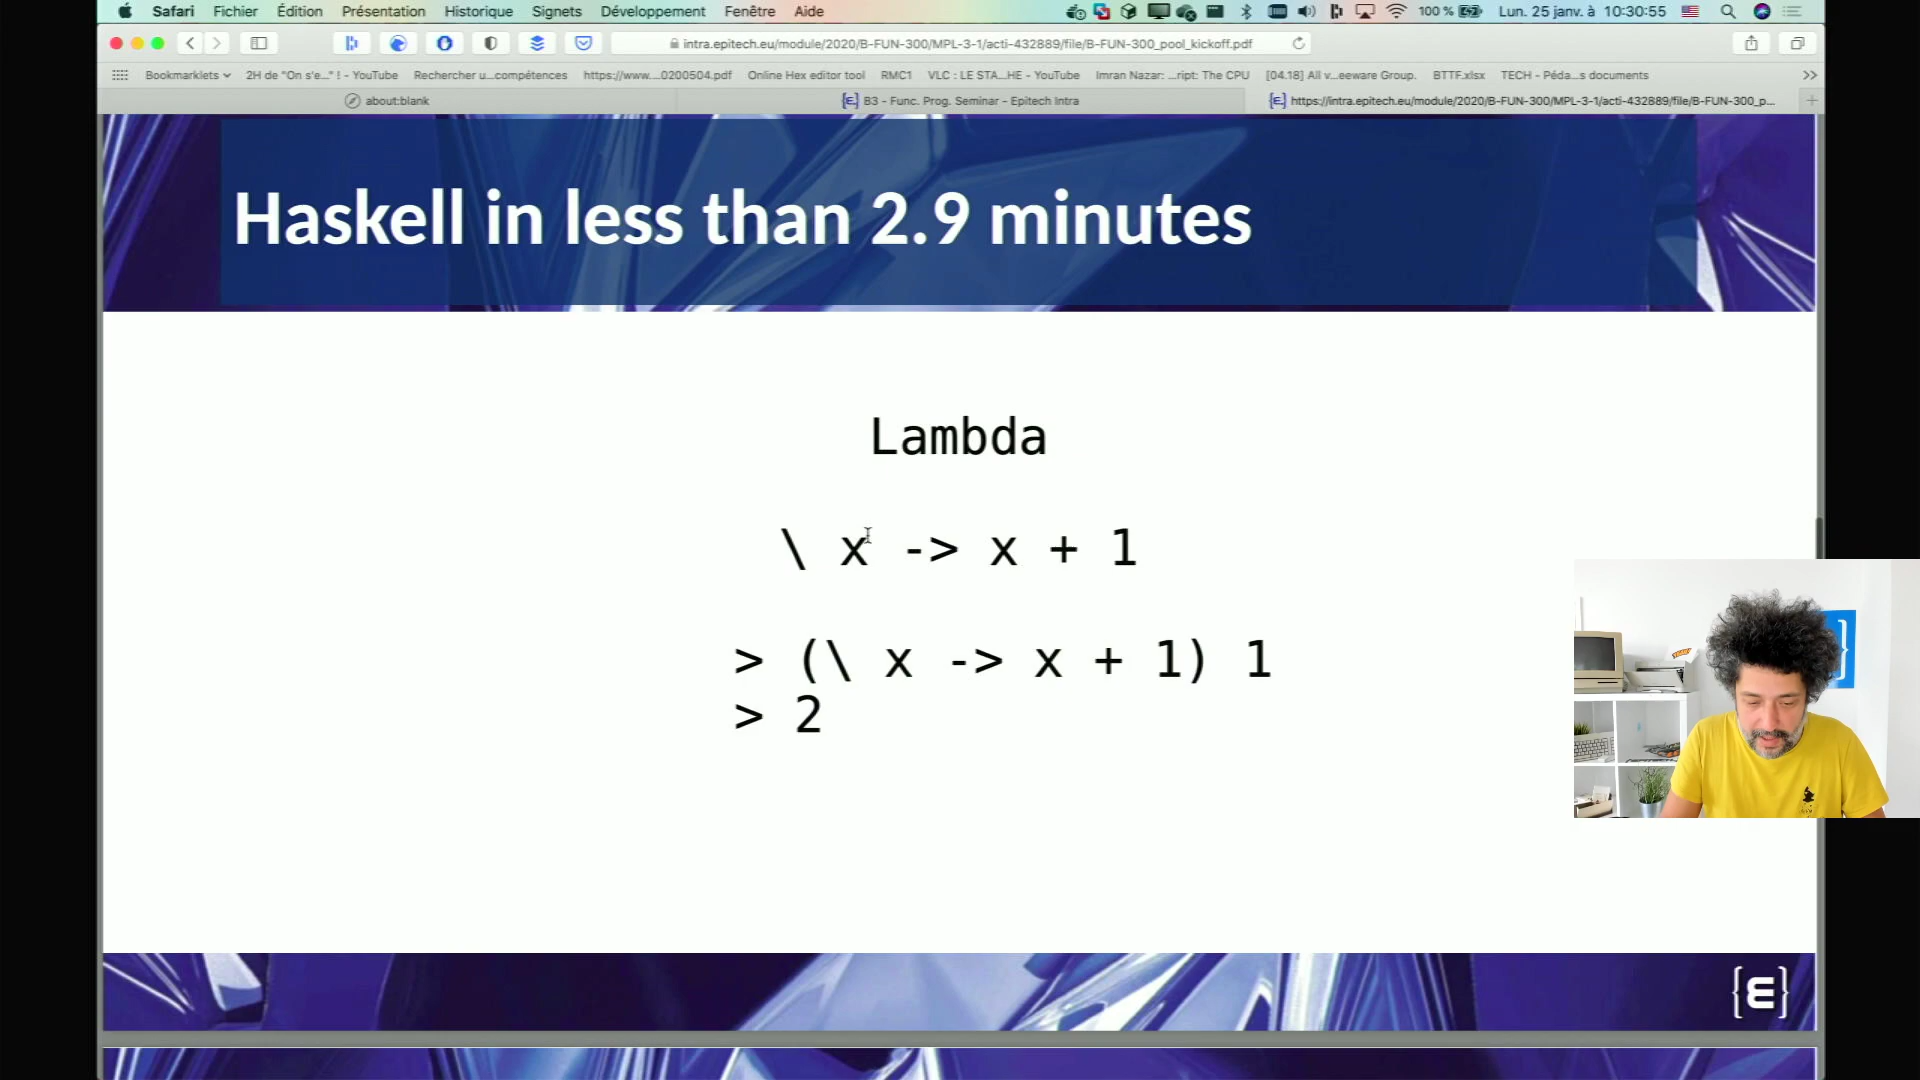 Safari Fichier Édition Présentation Historique Signets Développement Fenêtre Aide 100 % Lun. 25 janv. à 10:30:55
intra.epitech.eu/module/2020/B-FUN-300/MPL-3-1/acti-432889/file/B-FUN-300_pool_kickoff.pdf
Bookmarklets 2H de "On s'e..." ! - YouTube Rechercher u...compétences https://www....0200504.pdf Online Hex editor tool RMC1 VLC : LE STA...HE - YouTube Imran Nazar: ...ript: The CPU [04.18] All v...eeware Group. BTTF.xlsx TECH - Péda...s documents
about:blank B3 - Func. Prog. Seminar - Epitech Intra https://intra.epitech.eu/module/2020/B-FUN-300/MPL-3-1/acti-432889/file/B-FUN-300_p...
Haskell in less than 2.9 minutes
Lambda
\ x -> x + 1
> (\ x -> x + 1) 1
> 2